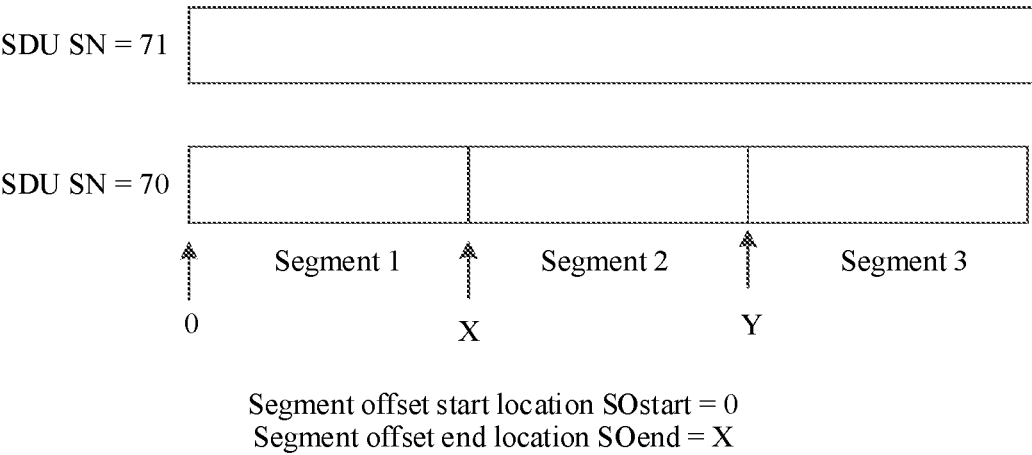 SDU SN = 71
SDU SN = 70
Segment 1 Segment 2 Segment 3
0 X Y
Segment offset start location SOstart = 0
Segment offset end location SOend = X